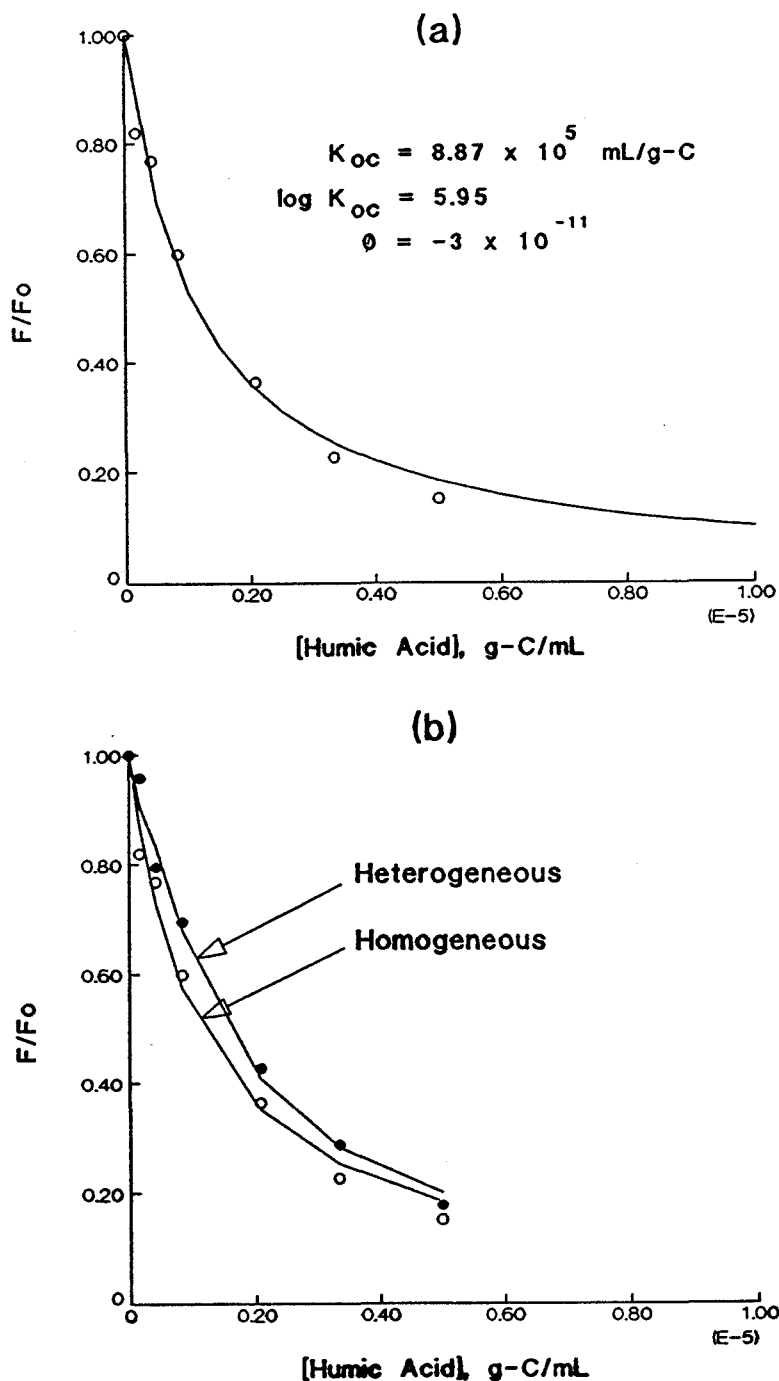 (a)
1.00
0.80
0.60
0.40
0.20
0
F/Fo
Koc = 8.87 x 10^5 mL/g-C
log Koc = 5.95
Φ = -3 x 10^-11
0 0.20 0.40 0.60 0.80 1.00
(E-5)
[Humic Acid], g-C/mL
(b)
1.00
0.80
0.60
0.40
0.20
0
F/Fo
Heterogeneous
Homogeneous
0 0.20 0.40 0.60 0.80 1.00
(E-5)
[Humic Acid], g-C/mL